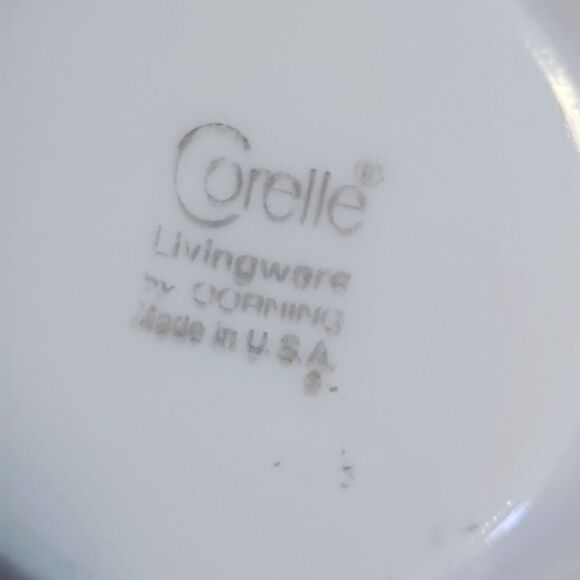 Corelle®
Livingware
by CORNING
Made in U.S.A.